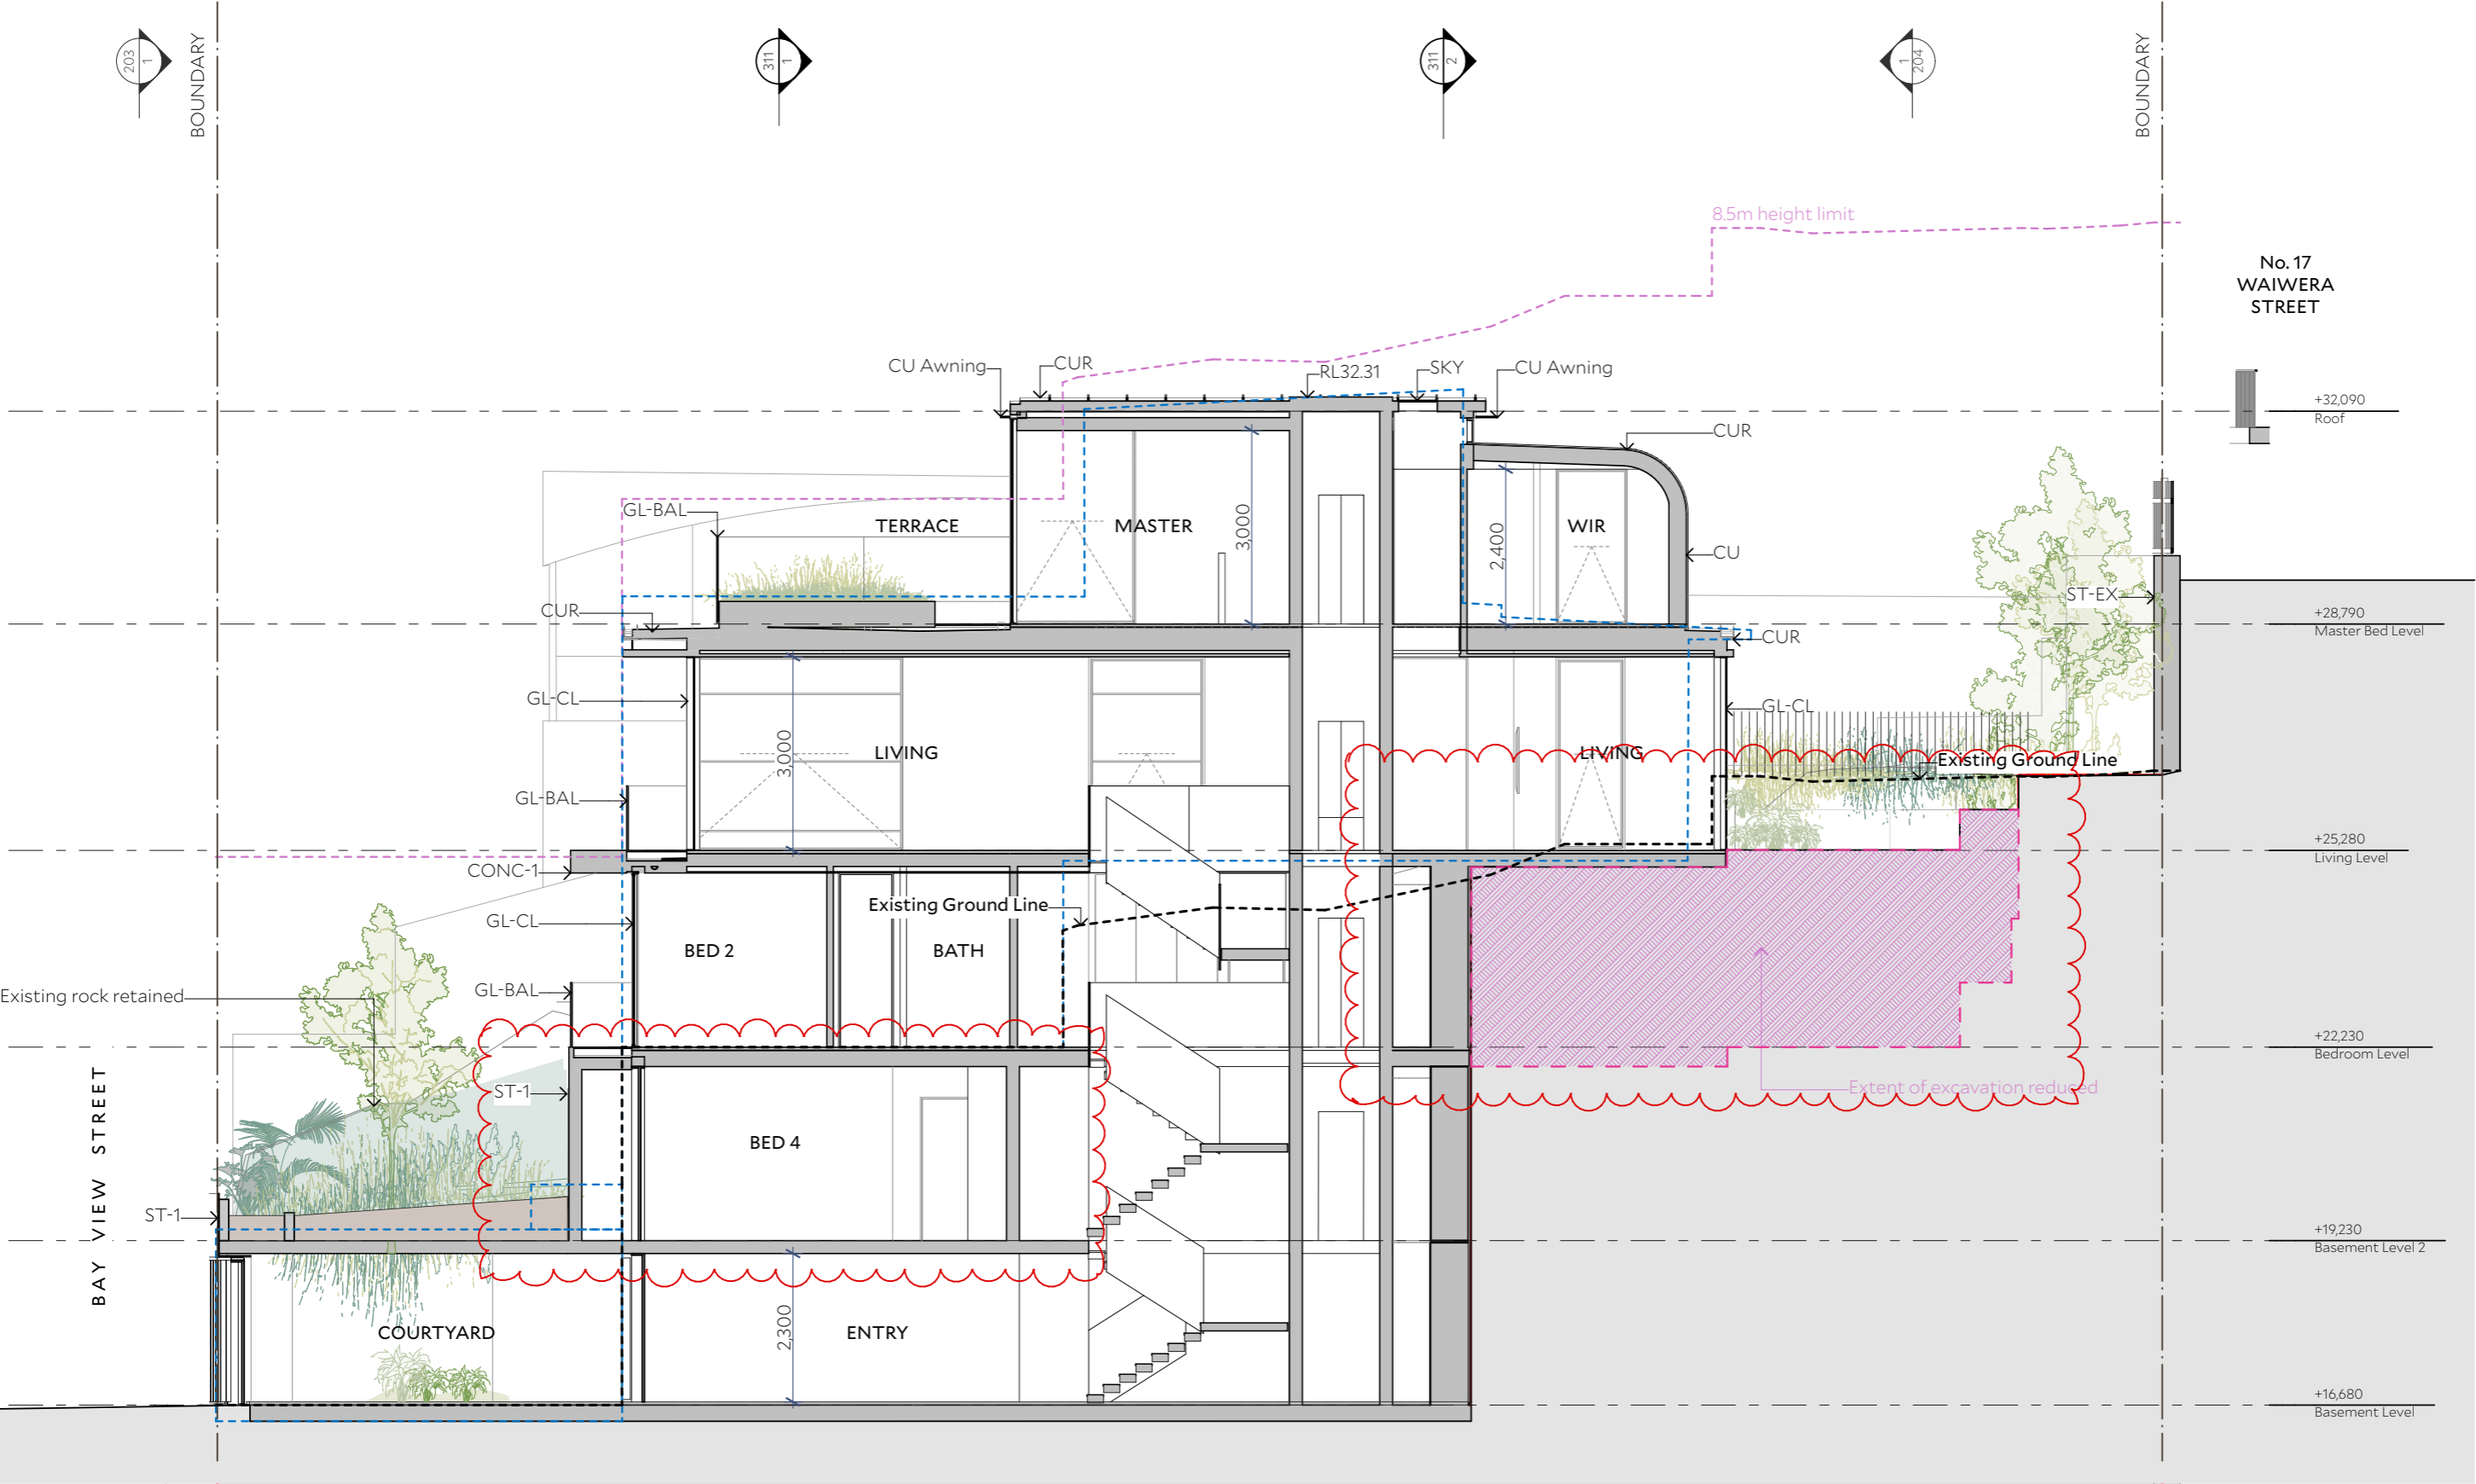 203
1
BOUNDARY
311
1
311
2
1
204
BOUNDARY
8.5m height limit
No. 17
WAIWERA
STREET
CU Awning
CUR
RL32.31
SKY
CU Awning
+32,090
Roof
CUR
GL-BAL
TERRACE
MASTER
3,000
2,400
WIR
CU
CUR
ST-EX
+28,790
Master Bed Level
CUR
GL-CL
GL-CL
3,000
LIVING
LIVING
Existing Ground Line
GL-BAL
+25,280
Living Level
CONC-1
Existing Ground Line
GL-CL
BED 2
BATH
GL-BAL
Existing rock retained
+22,230
Bedroom Level
Extent of excavation reduced
ST-1
BED 4
BAY VIEW STREET
ST-1
+19,230
Basement Level 2
COURTYARD
2,300
ENTRY
+16,680
Basement Level